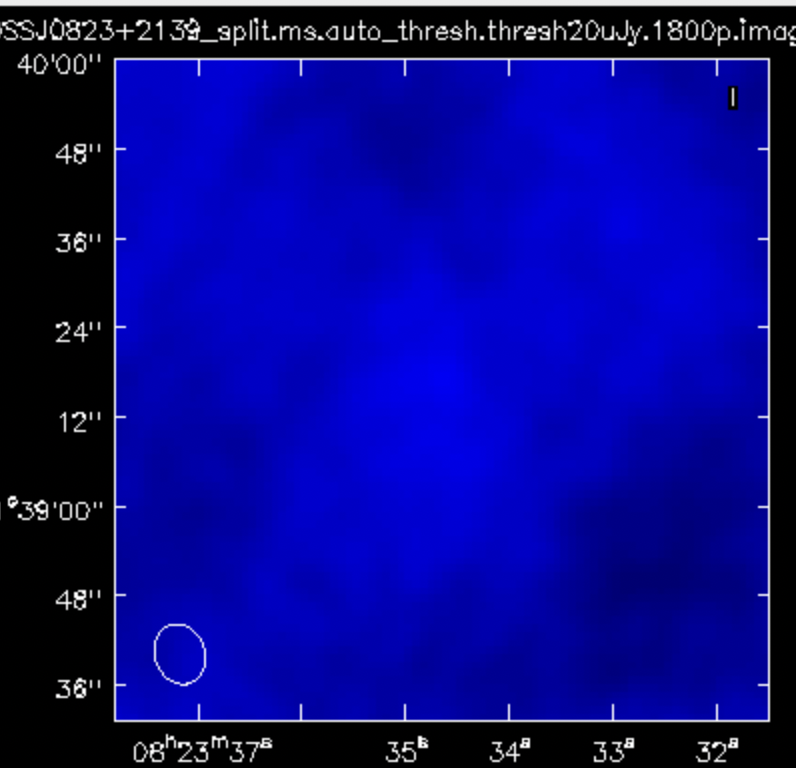 SSJ0823+2139_split.ms.auto_thresh.thresh20uJy.1800p.imag
40'00"
I
48"
36"
24"
12"
°39'00"
48"
36"
08ʰ23ᵐ37ˢ 35ˢ 34ˢ 33ˢ 32ˢ